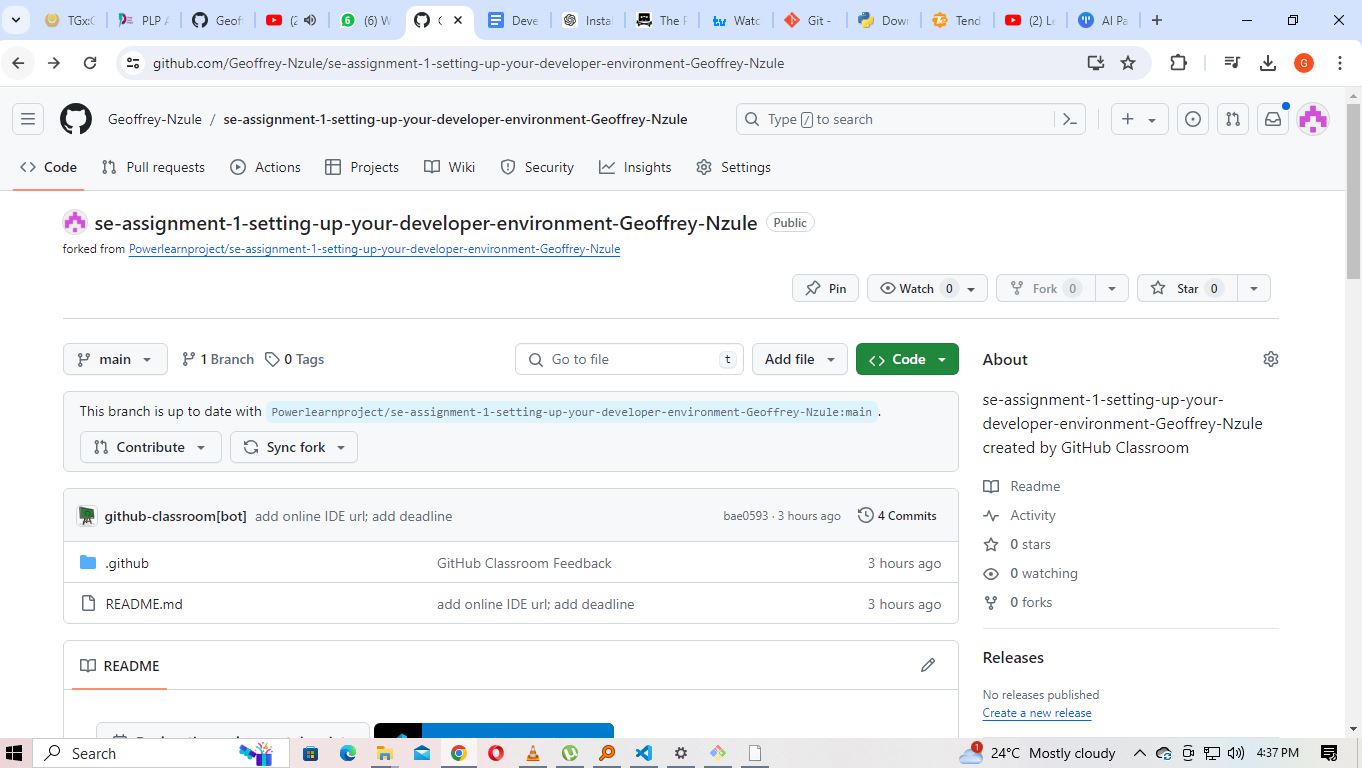 TGx:C
PLP A
Geof
(2
(6) W
C
Deve
Instal
The F
Watc
Git -
Down
Tend
(2) Le
AI Pa
github.com/Geoffrey-Nzule/se-assignment-1-setting-up-your-developer-environment-Geoffrey-Nzule
G
Geoffrey-Nzule / se-assignment-1-setting-up-your-developer-environment-Geoffrey-Nzule
Type / to search
Code
Pull requests
Actions
Projects
Wiki
Security
Insights
Settings
se-assignment-1-setting-up-your-developer-environment-Geoffrey-Nzule Public
forked from Powerlearnproject/se-assignment-1-setting-up-your-developer-environment-Geoffrey-Nzule
Pin
Watch 0
Fork 0
Star 0
main
1 Branch
0 Tags
Go to file t
Add file
Code
About
This branch is up to date with Powerlearnproject/se-assignment-1-setting-up-your-developer-environment-Geoffrey-Nzule:main .
Contribute
Sync fork
se-assignment-1-setting-up-your-
developer-environment-Geoffrey-Nzule
created by GitHub Classroom
Readme
Activity
0 stars
0 watching
0 forks
github-classroom[bot] add online IDE url; add deadline bae0593 · 3 hours ago 4 Commits
.github GitHub Classroom Feedback 3 hours ago
README.md add online IDE url; add deadline 3 hours ago
README
Releases
No releases published
Create a new release
Search
1
24°C Mostly cloudy
4:37 PM